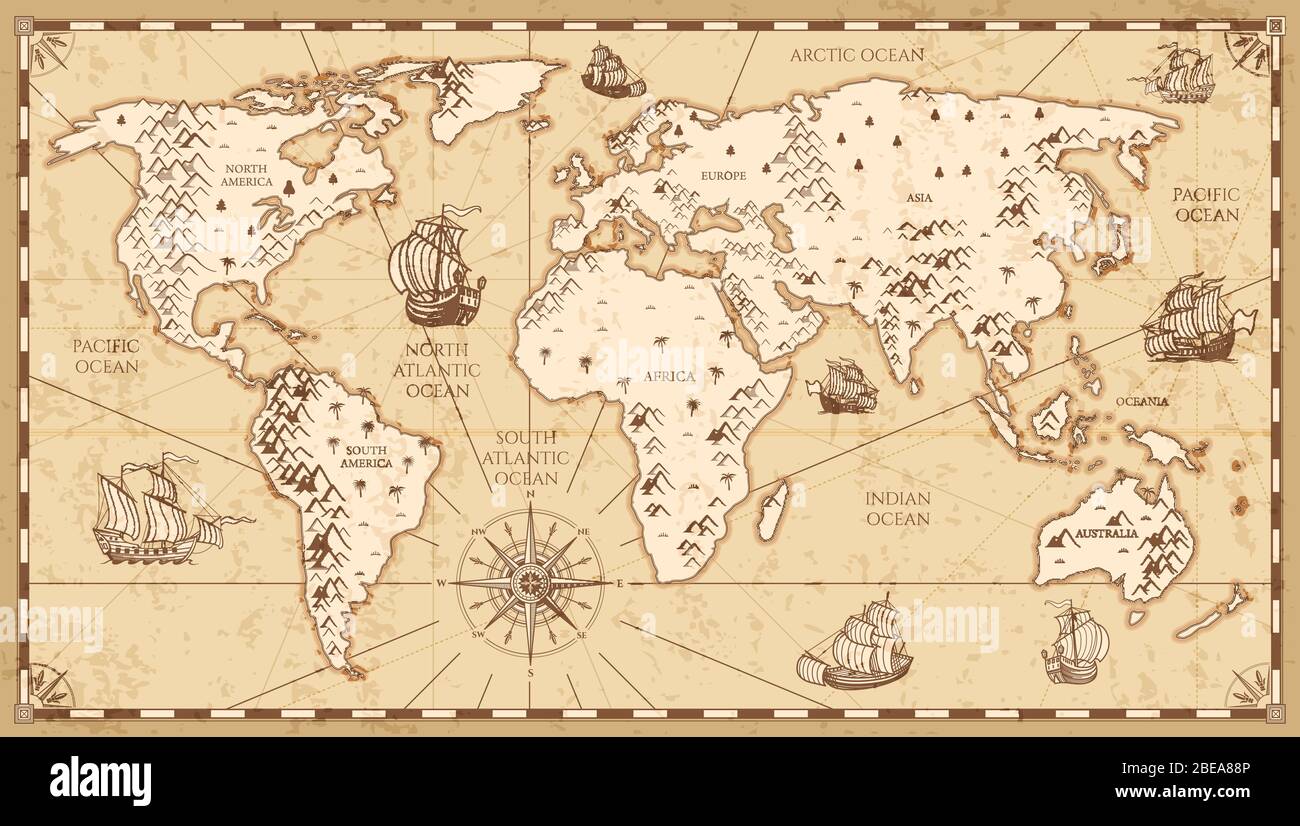 ARCTIC OCEAN
NORTH
AMERICA
EUROPE
ASIA
PACIFIC
OCEAN
PACIFIC
OCEAN
NORTH
ATLANTIC
OCEAN
AFRICA
OCEANIA
SOUTH
AMERICA
SOUTH
ATLANTIC
OCEAN
INDIAN
OCEAN
AUSTRALIA
N
NW
NE
W
E
SW
SE
S
a
alamy
Image ID: 2BEA88P
www.alamy.com